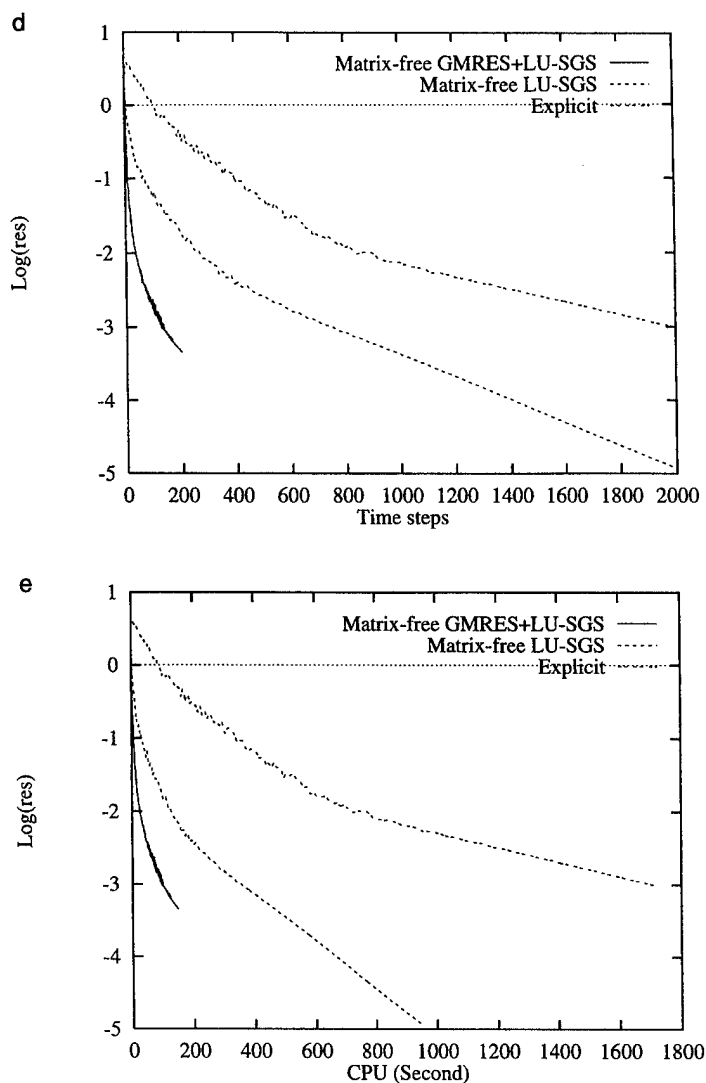 d
1
0
-1
-2
-3
-4
-5
Log(res)
Matrix-free GMRES+LU-SGS
Matrix-free LU-SGS
Explicit
0 200 400 600 800 1000 1200 1400 1600 1800 2000
Time steps
e
1
0
-1
-2
-3
-4
-5
Log(res)
Matrix-free GMRES+LU-SGS
Matrix-free LU-SGS
Explicit
0 200 400 600 800 1000 1200 1400 1600 1800
CPU (Second)